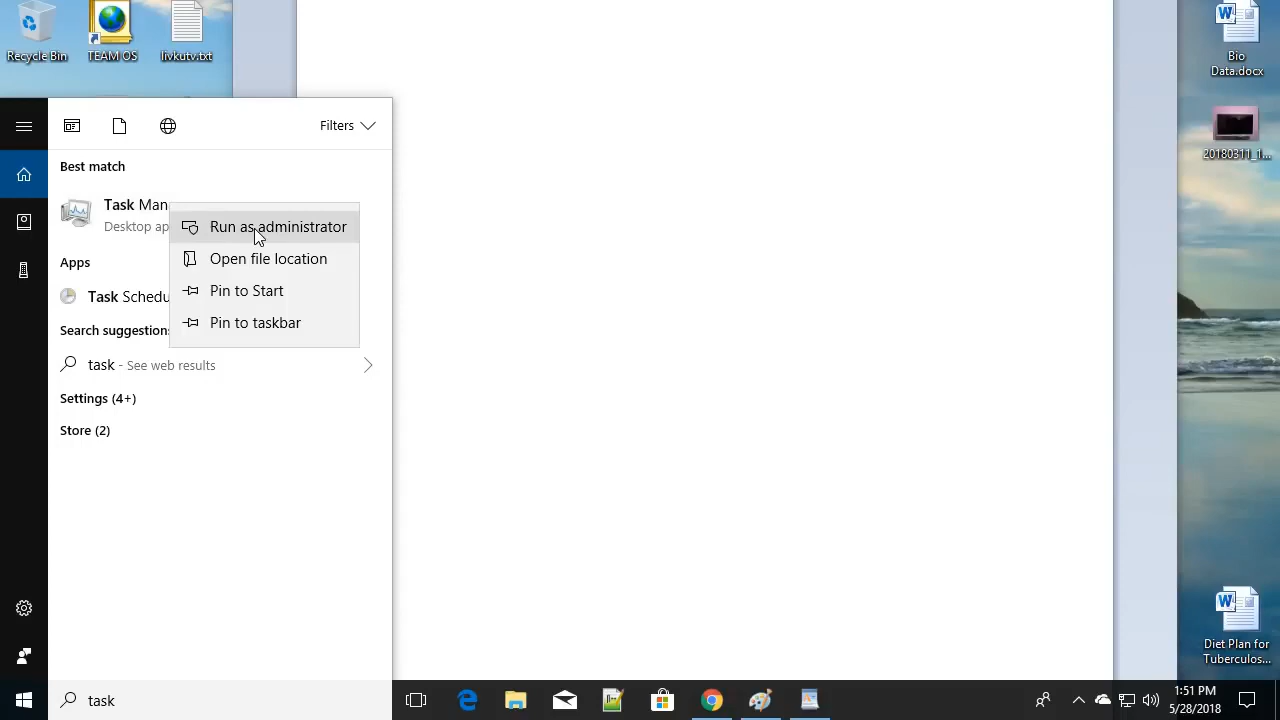 Recycle Bin
TEAM OS
livkutv.txt
Bio
Data.docx
20180311_1...
Filters
Best match
Task Man
Desktop ap
Run as administrator
Open file location
Pin to Start
Pin to taskbar
Apps
Task Schedu
Search suggestions
task - See web results
Settings (4+)
Store (2)
Diet Plan for
Tuberculos...
task
1:51 PM
5/28/2018